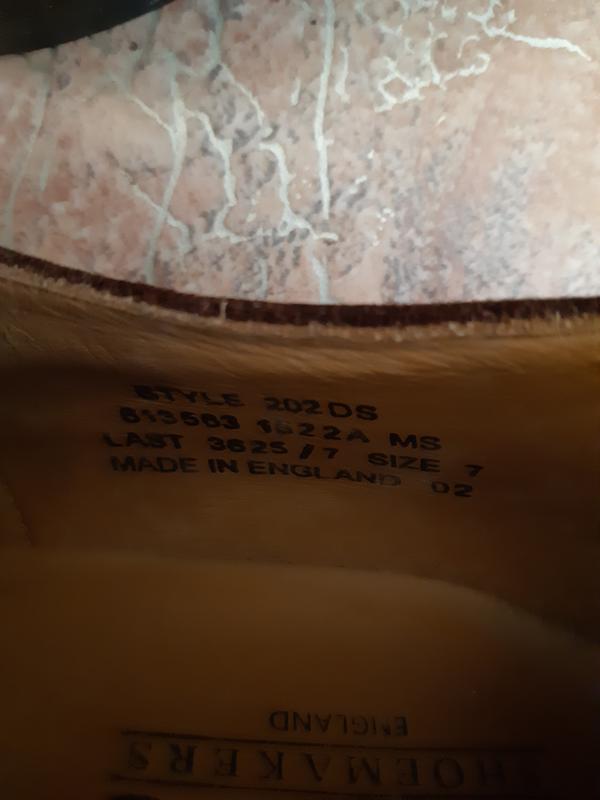 STYLE 202DS
613563 1522A MS
LAST 3625/7 SIZE 7
MADE IN ENGLAND 02
ENGLAND
SHOEMAKERS